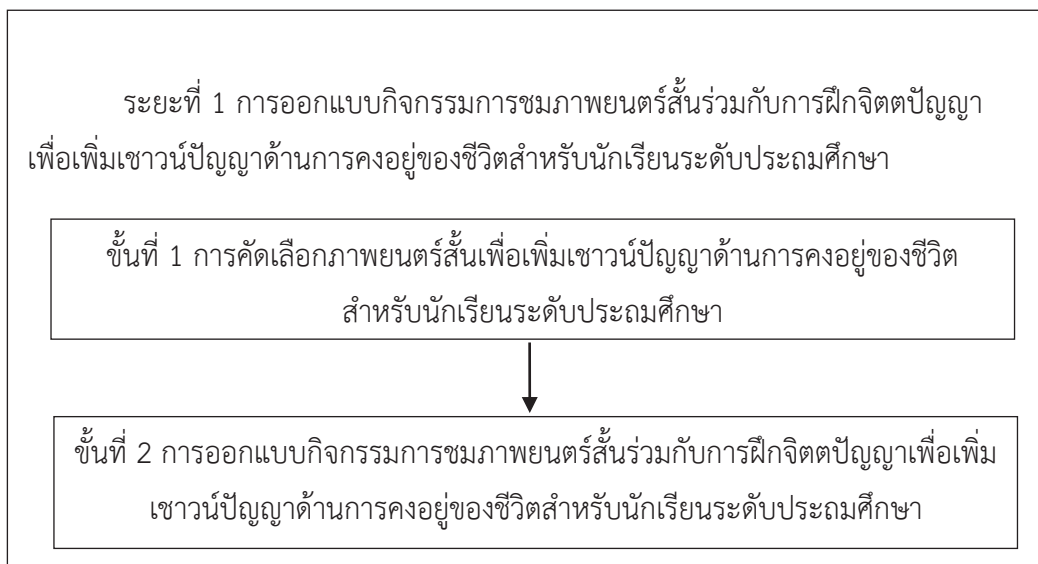 ระยะที่ 1 การออกแบบกิจกรรมการชมภาพยนตร์สั้นร่วมกับการฝึกจิตตปัญญา
เพื่อเพิ่มเชาวน์ปัญญาด้านการคงอยู่ของชีวิตสำหรับนักเรียนระดับประถมศึกษา
ขั้นที่ 1 การคัดเลือกภาพยนตร์สั้นเพื่อเพิ่มเชาวน์ปัญญาด้านการคงอยู่ของชีวิต
สำหรับนักเรียนระดับประถมศึกษา
ขั้นที่ 2 การออกแบบกิจกรรมการชมภาพยนตร์สั้นร่วมกับการฝึกจิตตปัญญาเพื่อเพิ่ม
เชาวน์ปัญญาด้านการคงอยู่ของชีวิตสำหรับนักเรียนระดับประถมศึกษา